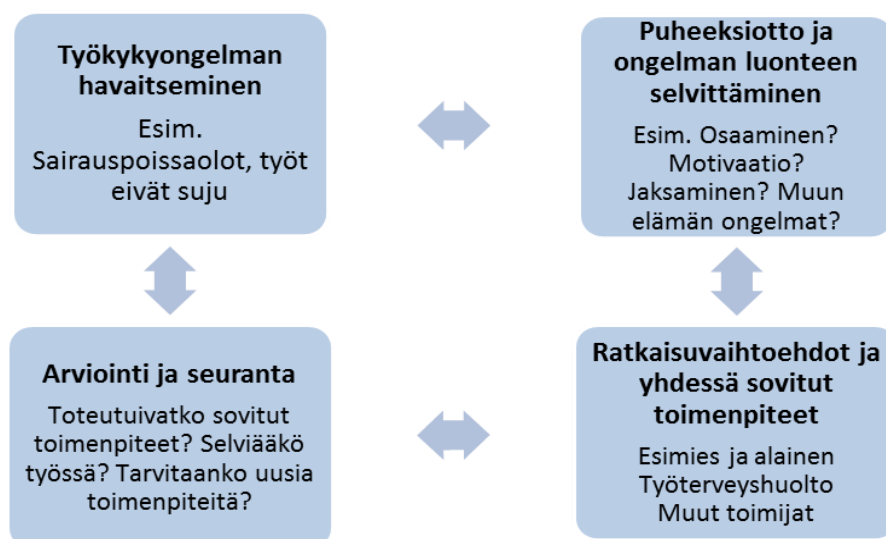 Työkykyongelman
havaitseminen
Esim.
Sairauspoissaolot, työt
eivät suju
Puheeksiotto ja
ongelman luonteen
selvittäminen
Esim. Osaaminen?
Motivaatio?
Jaksaminen? Muun
elämän ongelmat?
Arviointi ja seuranta
Toteutuivatko sovitut
toimenpiteet? Selviääkö
työssä? Tarvitaanko uusia
toimenpiteitä?
Ratkaisuvaihtoehdot ja
yhdessä sovitut
toimenpiteet
Esimies ja alainen
Työterveyshuolto
Muut toimijat